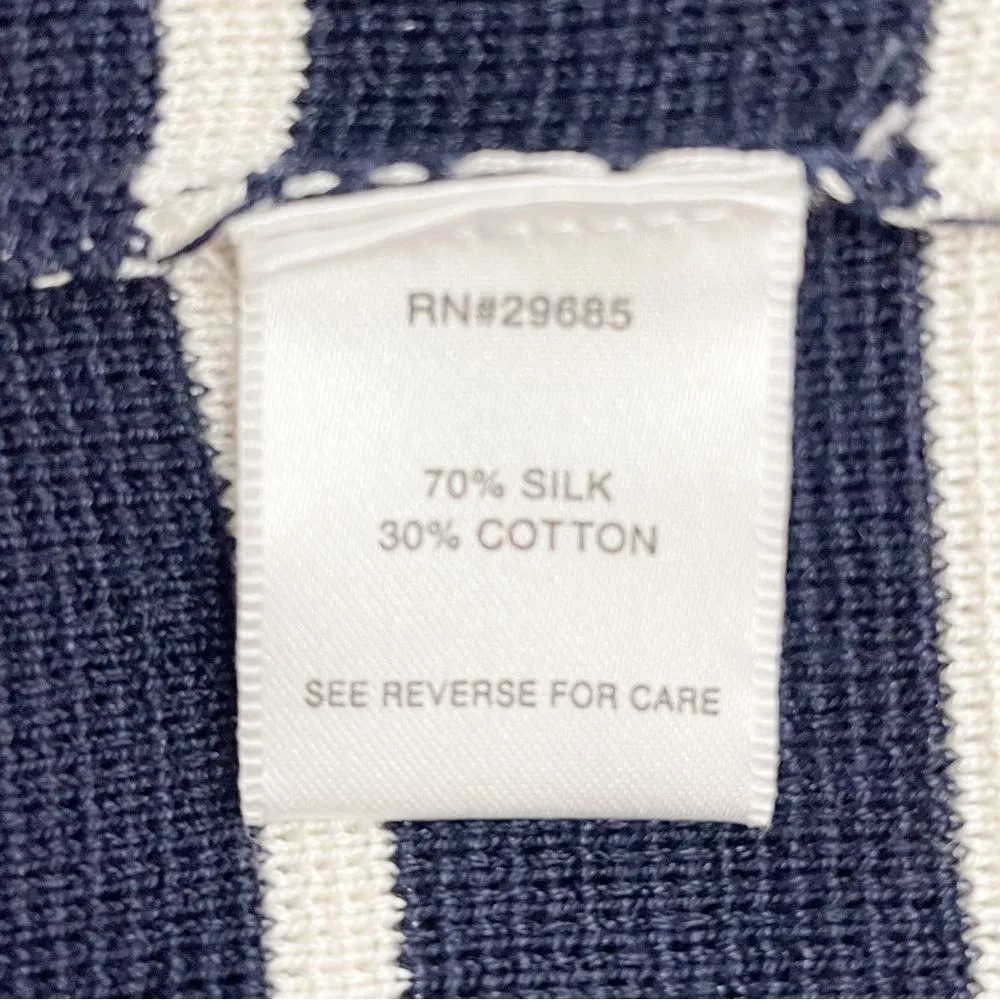 RN#29685
70% SILK
30% COTTON
SEE REVERSE FOR CARE